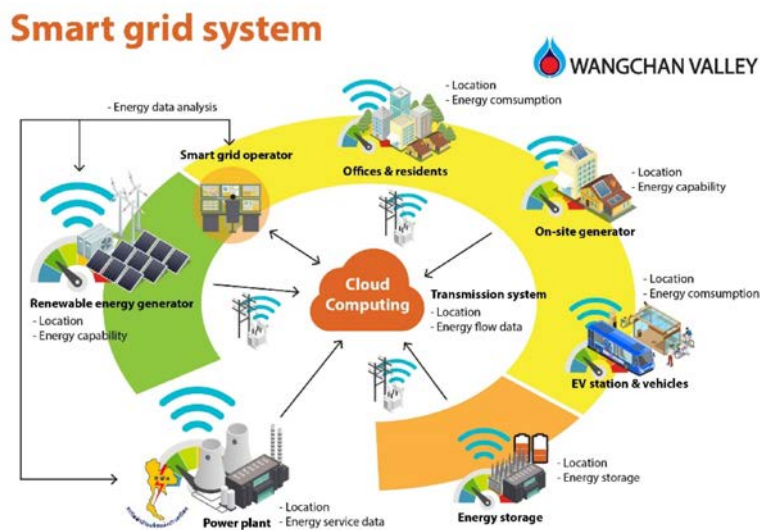 Smart grid system
WANGCHAN VALLEY
- Energy data analysis
- Location
- Energy comsumption
Smart grid operator
Offices & residents
- Location
- Energy capability
On-site generator
Cloud
Computing
Transmission system
- Location
- Energy flow data
- Location
- Energy comsumption
Renewable energy generator
- Location
- Energy capability
EV station & vehicles
- Location
- Energy storage
Energy storage
Power plant
- Location
- Energy service data